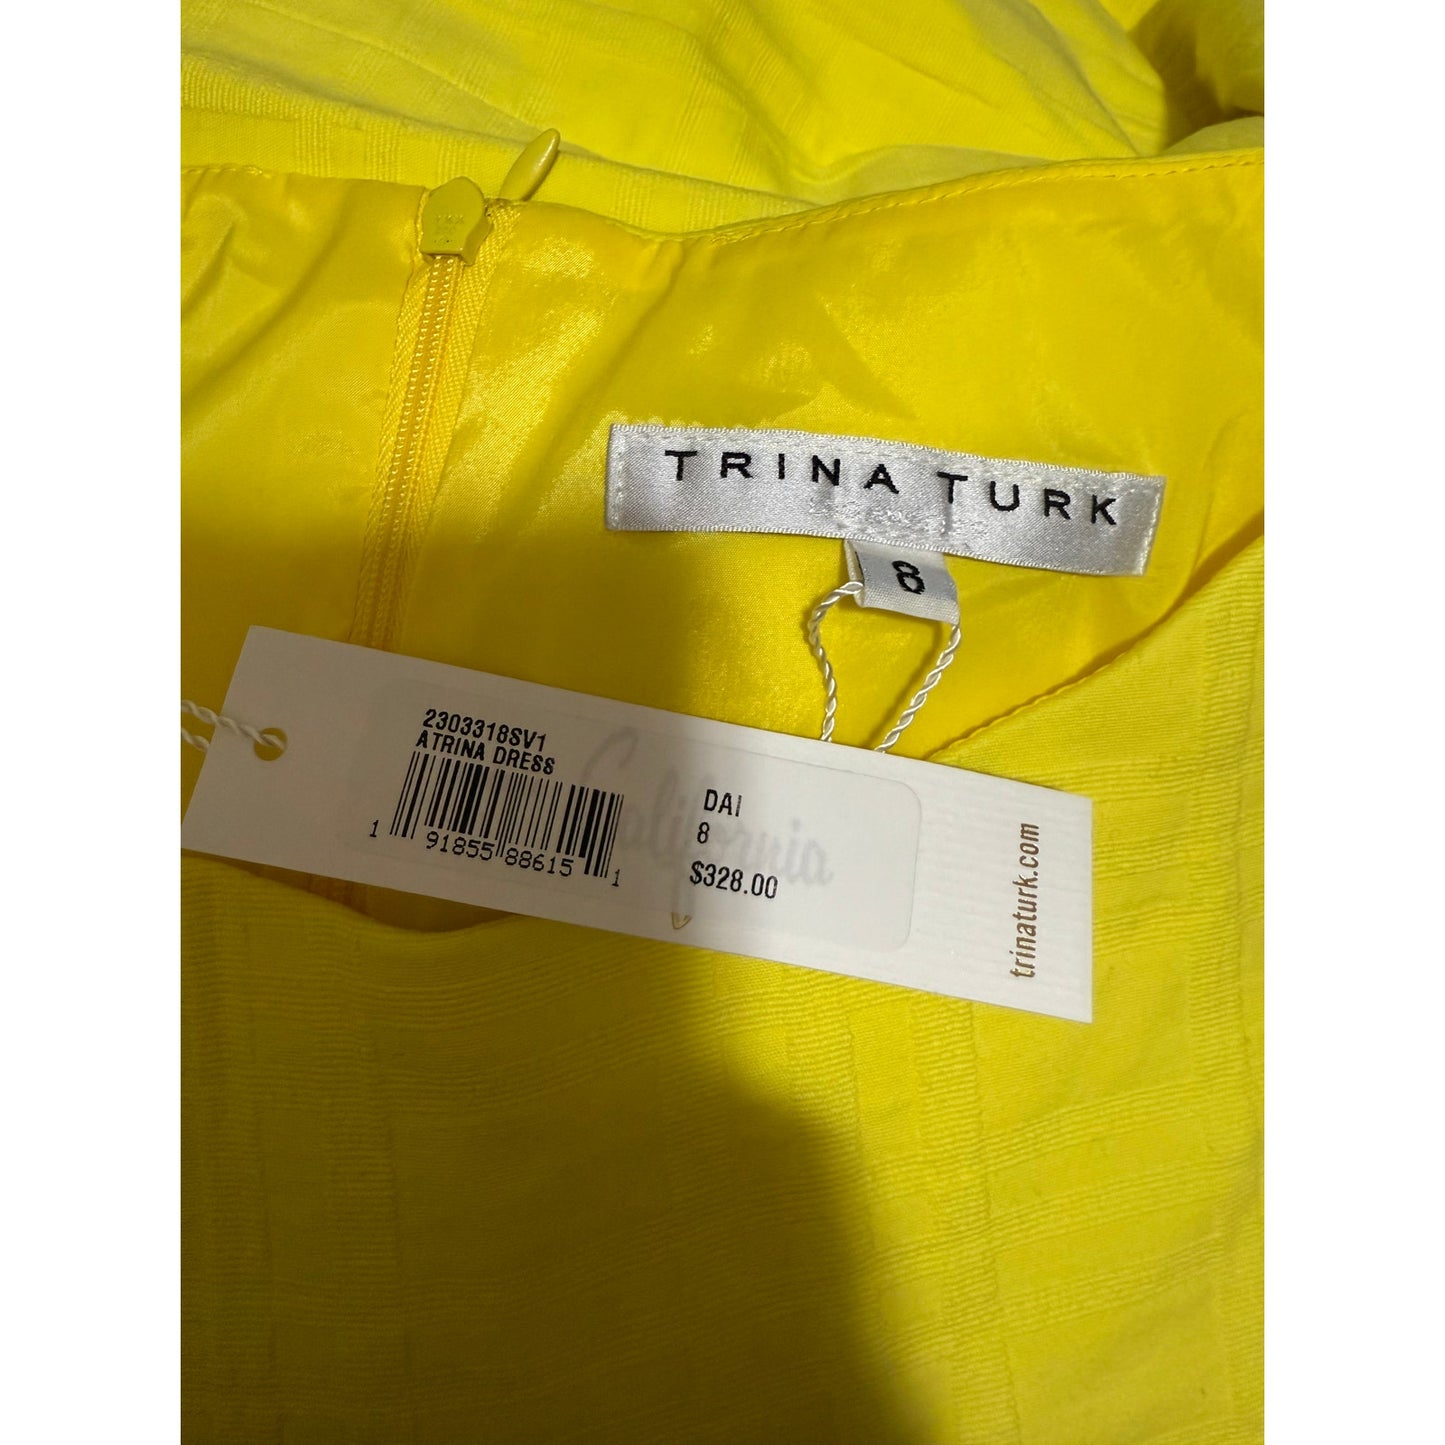 TRINA TURK
8
2303318SV1
ATRINA DRESS
1 91855 88615 1
DAI
8
$328.00
California
trinaturk.com